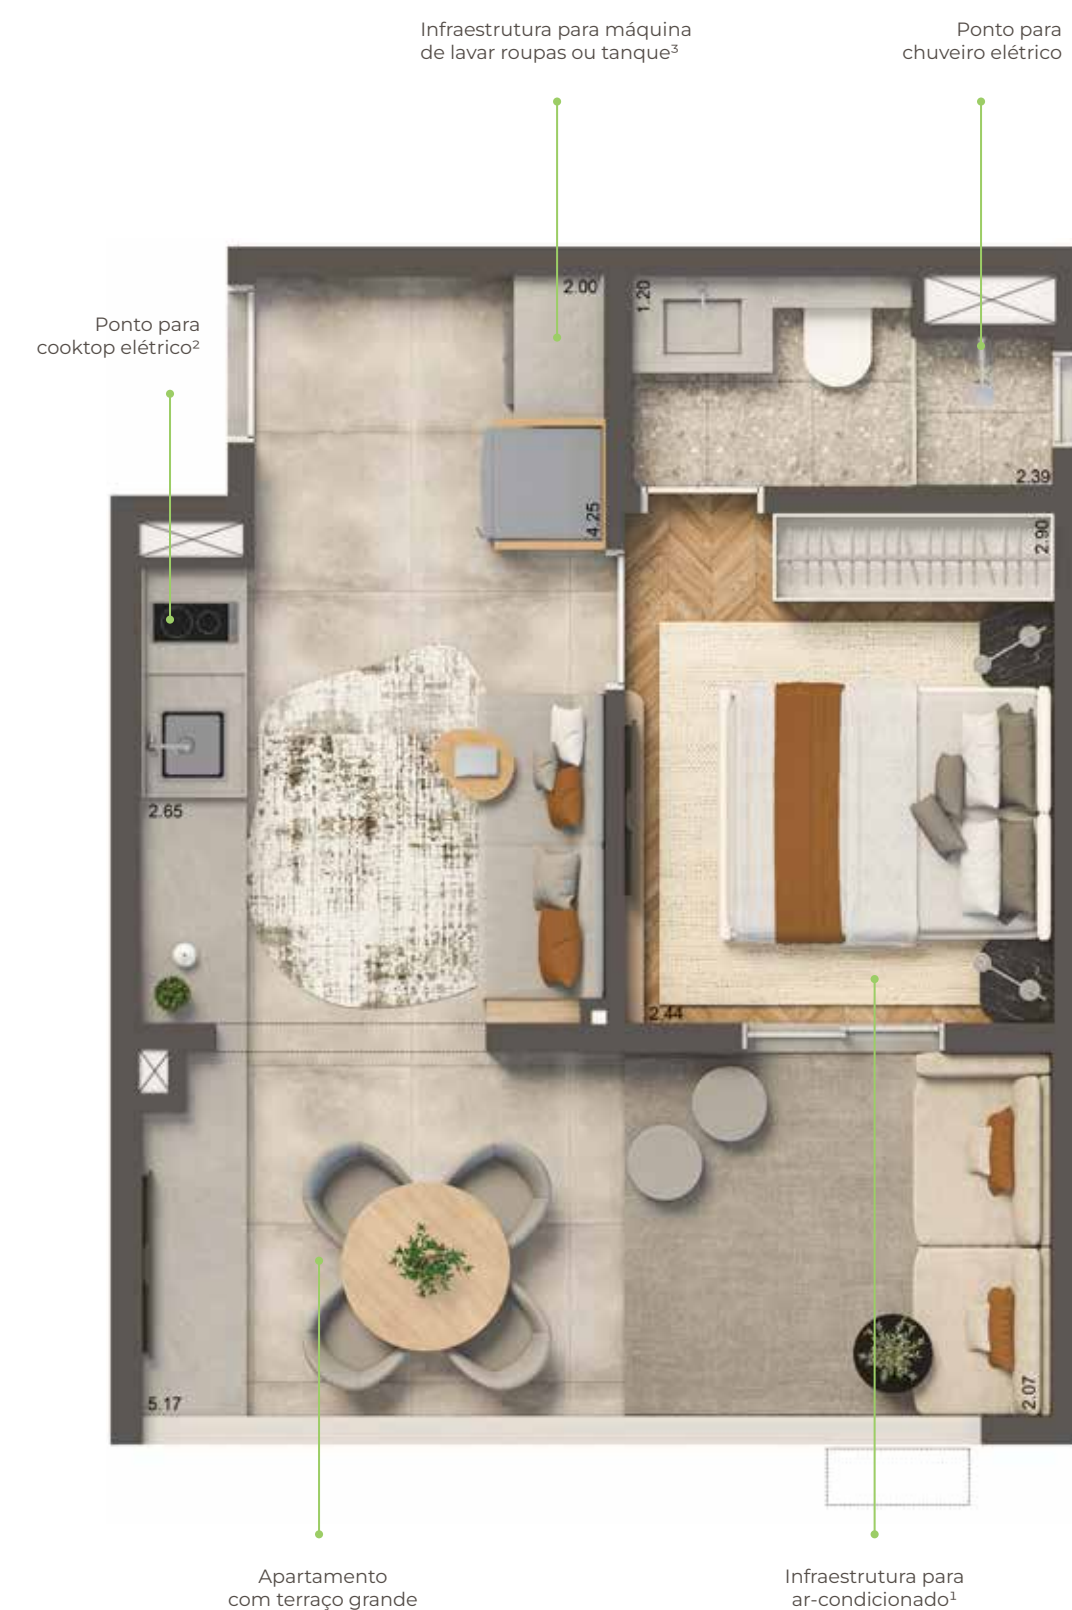 Infraestrutura para máquina
de lavar roupas ou tanque³
Ponto para
chuveiro elétrico
2.00
1.20
Ponto para
cooktop elétrico²
2.39
4.25
2.90
2.65
2.44
5.17
2.07
Apartamento
com terraço grande
Infraestrutura para
ar-condicionado¹